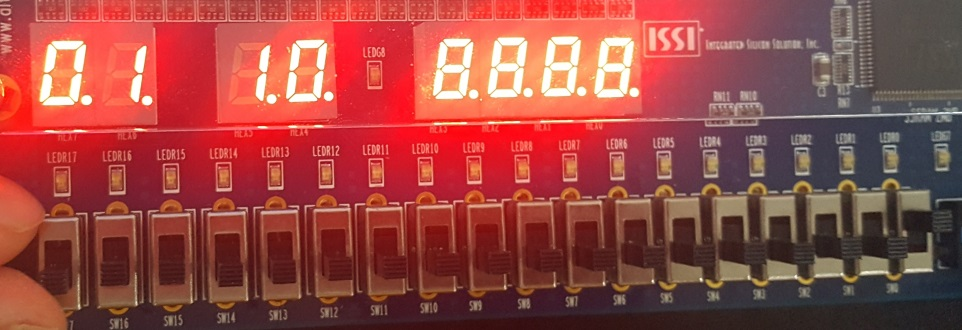 0.1. 1.0. 8.8.8.8.
LEDG8
ISSI INTEGRATED SILICON SOLUTION, INC.
RN11 RN10
HEX7 HEX6 HEX5 HEX4 HEX3 HEX2 HEX1 HEX0
LEDR17 LEDR16 LEDR15 LEDR14 LEDR13 LEDR12 LEDR11 LEDR10 LEDR9 LEDR8 LEDR7 LEDR6 LEDR5 LEDR4 LEDR3 LEDR2 LEDR1 LEDR0 LEDG7
SW16 SW15 SW14 SW13 SW12 SW11 SW10 SW9 SW8 SW7 SW6 SW5 SW4 SW3 SW2 SW1 SW0